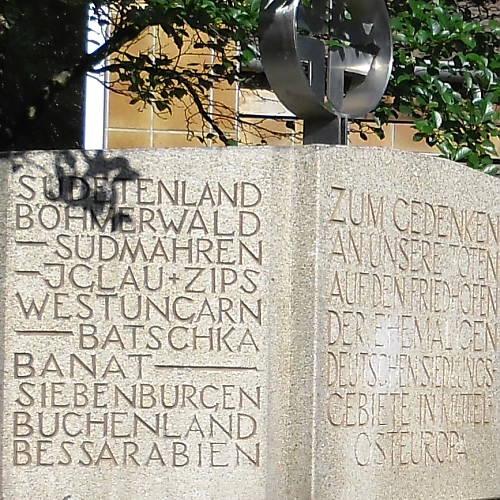 SUDETENLAND
BÖHMERWALD
— SÜDMÄHREN
— JGLAU + ZIPS
WESTUNGARN
— BATSCHKA
BANAT —
SIEBENBÜRGEN
BUCHENLAND
BESSARABIEN
ZUM GEDENKEN
AN UNSERE TOTEN
AUF DEN FRIEDHÖFEN
DER EHEMALIGEN
DEUTSCHEN SIEDLUNGS
GEBIETE IN MITTEL
OSTEUROPA